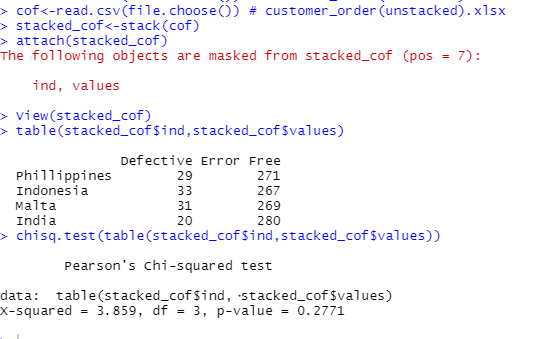 > cof<-read.csv(file.choose()) # customer_order(unstacked).xlsx
> stacked_cof<-stack(cof)
> attach(stacked_cof)
The following objects are masked from stacked_cof (pos = 7):
ind, values
> View(stacked_cof)
> table(stacked_cof$ind,stacked_cof$values)
Defective Error Free
Phillippines 29 271
Indonesia 33 267
Malta 31 269
India 20 280
> chisq.test(table(stacked_cof$ind,stacked_cof$values))
Pearson's Chi-squared test
data: table(stacked_cof$ind, stacked_cof$values)
X-squared = 3.859, df = 3, p-value = 0.2771